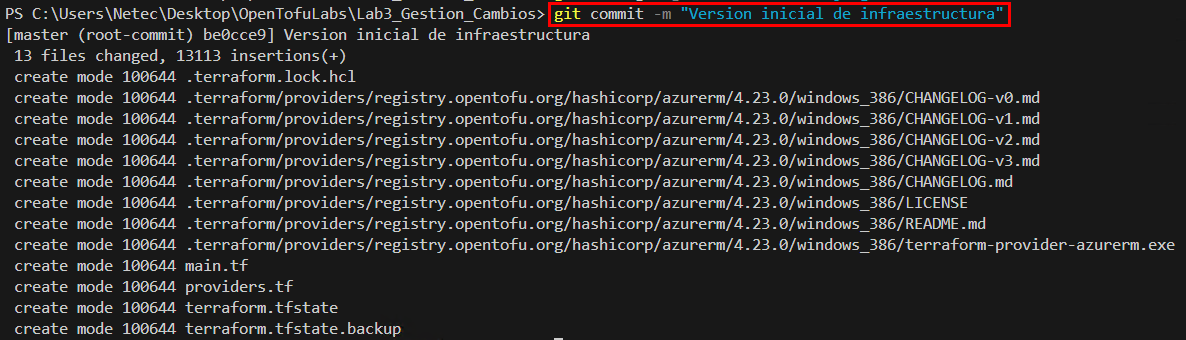 PS C:\Users\Netec\Desktop\OpenTofuLabs\Lab3_Gestion_Cambios> git commit -m "Version inicial de infraestructura"
[master (root-commit) be0cce9] Version inicial de infraestructura
 13 files changed, 13113 insertions(+)
 create mode 100644 .terraform.lock.hcl
 create mode 100644 .terraform/providers/registry.opentofu.org/hashicorp/azurerm/4.23.0/windows_386/CHANGELOG-v0.md
 create mode 100644 .terraform/providers/registry.opentofu.org/hashicorp/azurerm/4.23.0/windows_386/CHANGELOG-v1.md
 create mode 100644 .terraform/providers/registry.opentofu.org/hashicorp/azurerm/4.23.0/windows_386/CHANGELOG-v2.md
 create mode 100644 .terraform/providers/registry.opentofu.org/hashicorp/azurerm/4.23.0/windows_386/CHANGELOG-v3.md
 create mode 100644 .terraform/providers/registry.opentofu.org/hashicorp/azurerm/4.23.0/windows_386/CHANGELOG.md
 create mode 100644 .terraform/providers/registry.opentofu.org/hashicorp/azurerm/4.23.0/windows_386/LICENSE
 create mode 100644 .terraform/providers/registry.opentofu.org/hashicorp/azurerm/4.23.0/windows_386/README.md
 create mode 100644 .terraform/providers/registry.opentofu.org/hashicorp/azurerm/4.23.0/windows_386/terraform-provider-azurerm.exe
 create mode 100644 main.tf
 create mode 100644 providers.tf
 create mode 100644 terraform.tfstate
 create mode 100644 terraform.tfstate.backup